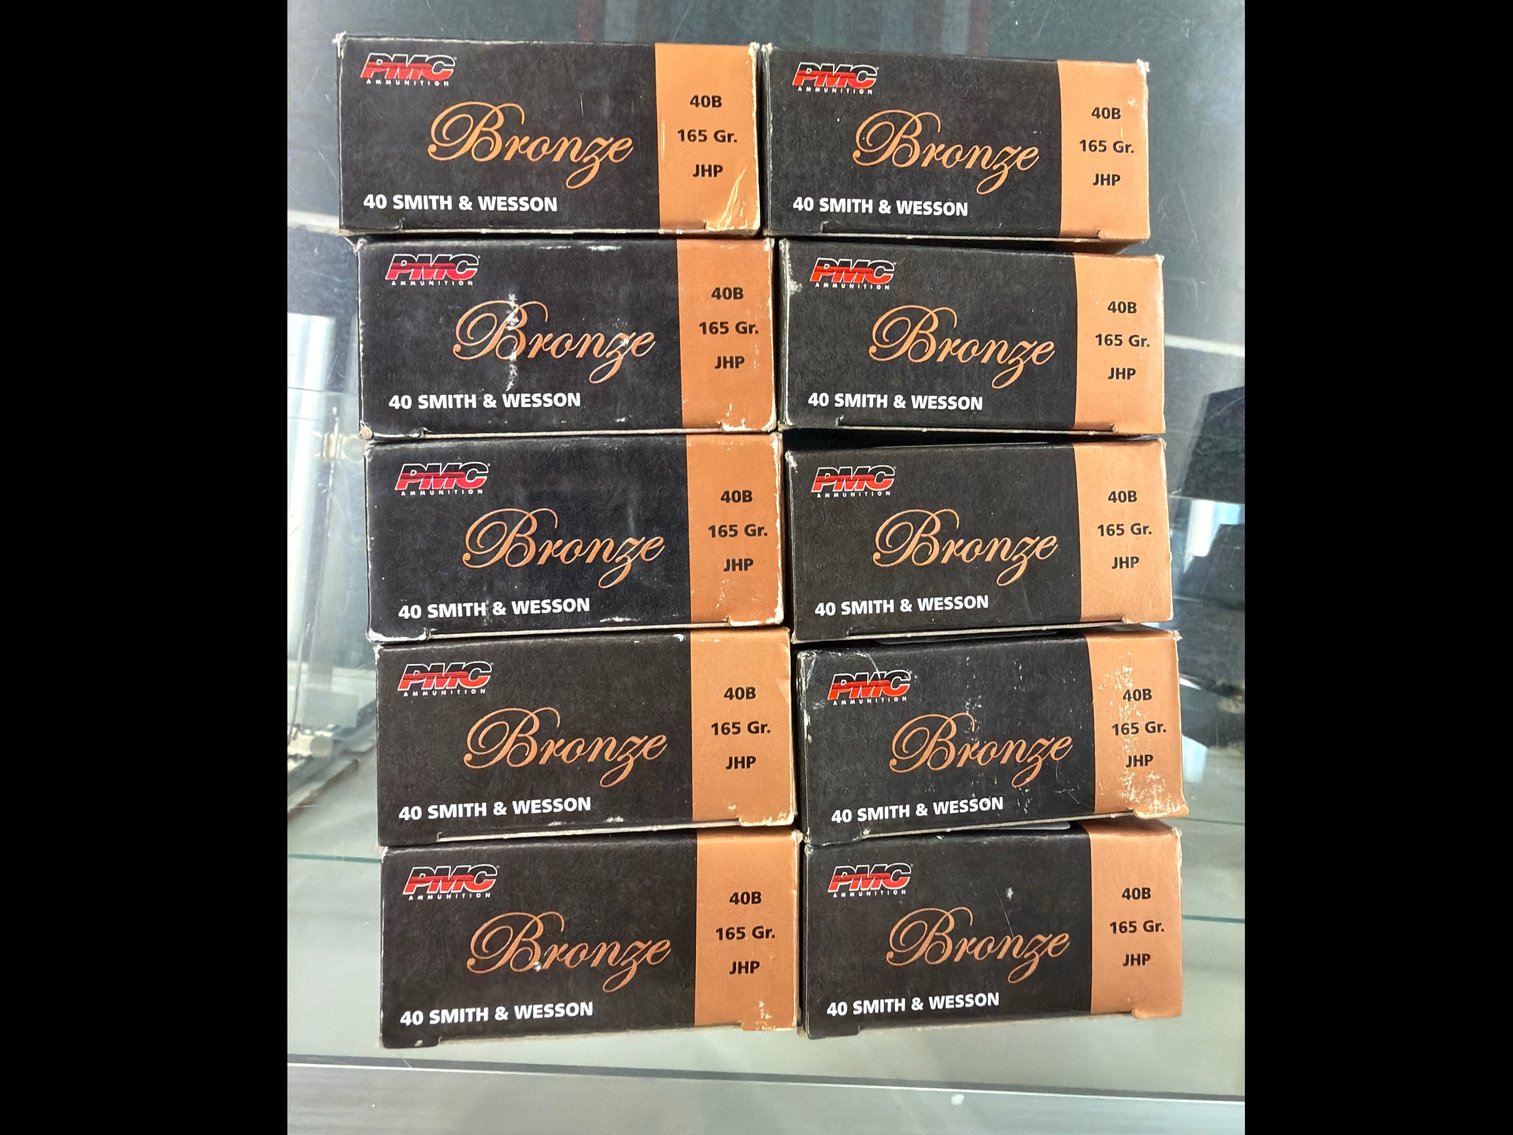 PMC
AMMUNITION
Bronze
40 SMITH & WESSON
40B
165 Gr.
JHP
PMC
AMMUNITION
Bronze
40 SMITH & WESSON
40B
165 Gr.
JHP
PMC
AMMUNITION
Bronze
40 SMITH & WESSON
40B
165 Gr.
JHP
PMC
AMMUNITION
Bronze
40 SMITH & WESSON
40B
165 Gr.
JHP
PMC
AMMUNITION
Bronze
40 SMITH & WESSON
40B
165 Gr.
JHP
PMC
AMMUNITION
Bronze
40 SMITH & WESSON
40B
165 Gr.
JHP
PMC
AMMUNITION
Bronze
40 SMITH & WESSON
40B
165 Gr.
JHP
PMC
AMMUNITION
Bronze
40 SMITH & WESSON
40B
165 Gr.
JHP
PMC
AMMUNITION
Bronze
40 SMITH & WESSON
40B
165 Gr.
JHP
PMC
AMMUNITION
Bronze
40 SMITH & WESSON
40B
165 Gr.
JHP